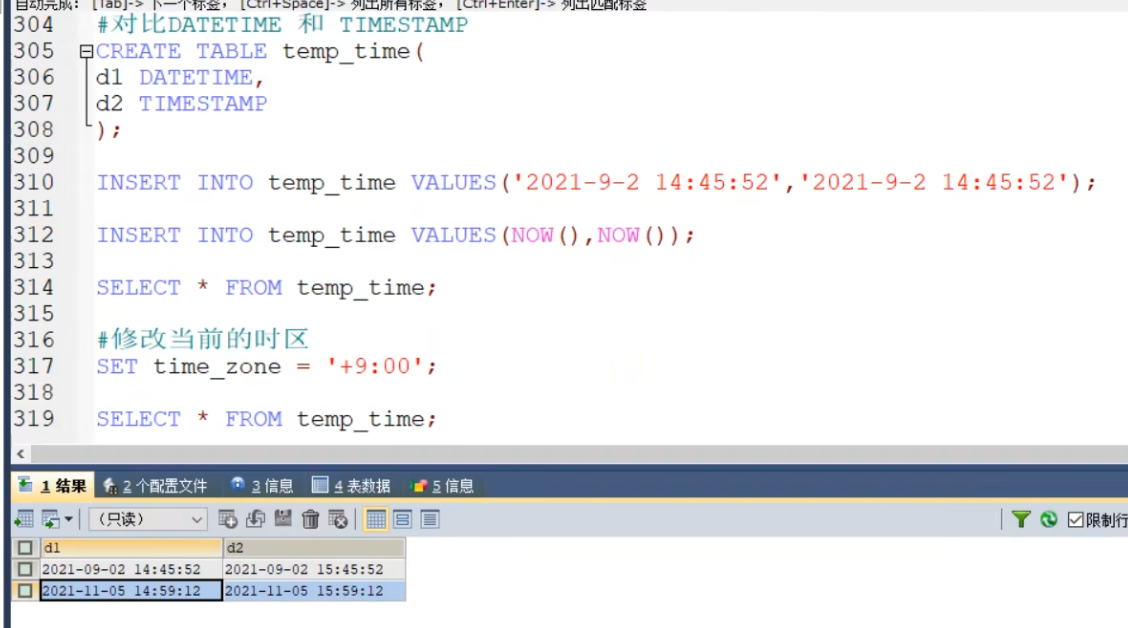 自动完成: [Tab]-> 下一个标签, [Ctrl+Space]-> 列出所有标签, [Ctrl+Enter]-> 列出匹配标签
304 #对比DATETIME 和 TIMESTAMP
305 CREATE TABLE temp_time(
306 d1 DATETIME,
307 d2 TIMESTAMP
308 );
309
310 INSERT INTO temp_time VALUES('2021-9-2 14:45:52','2021-9-2 14:45:52');
311
312 INSERT INTO temp_time VALUES(NOW(),NOW());
313
314 SELECT * FROM temp_time;
315
316 #修改当前的时区
317 SET time_zone = '+9:00';
318
319 SELECT * FROM temp_time;
1 结果 2 个配置文件 3 信息 4 表数据 5 信息
(只读) 限制行
d1 d2
2021-09-02 14:45:52 2021-09-02 15:45:52
2021-11-05 14:59:12 2021-11-05 15:59:12